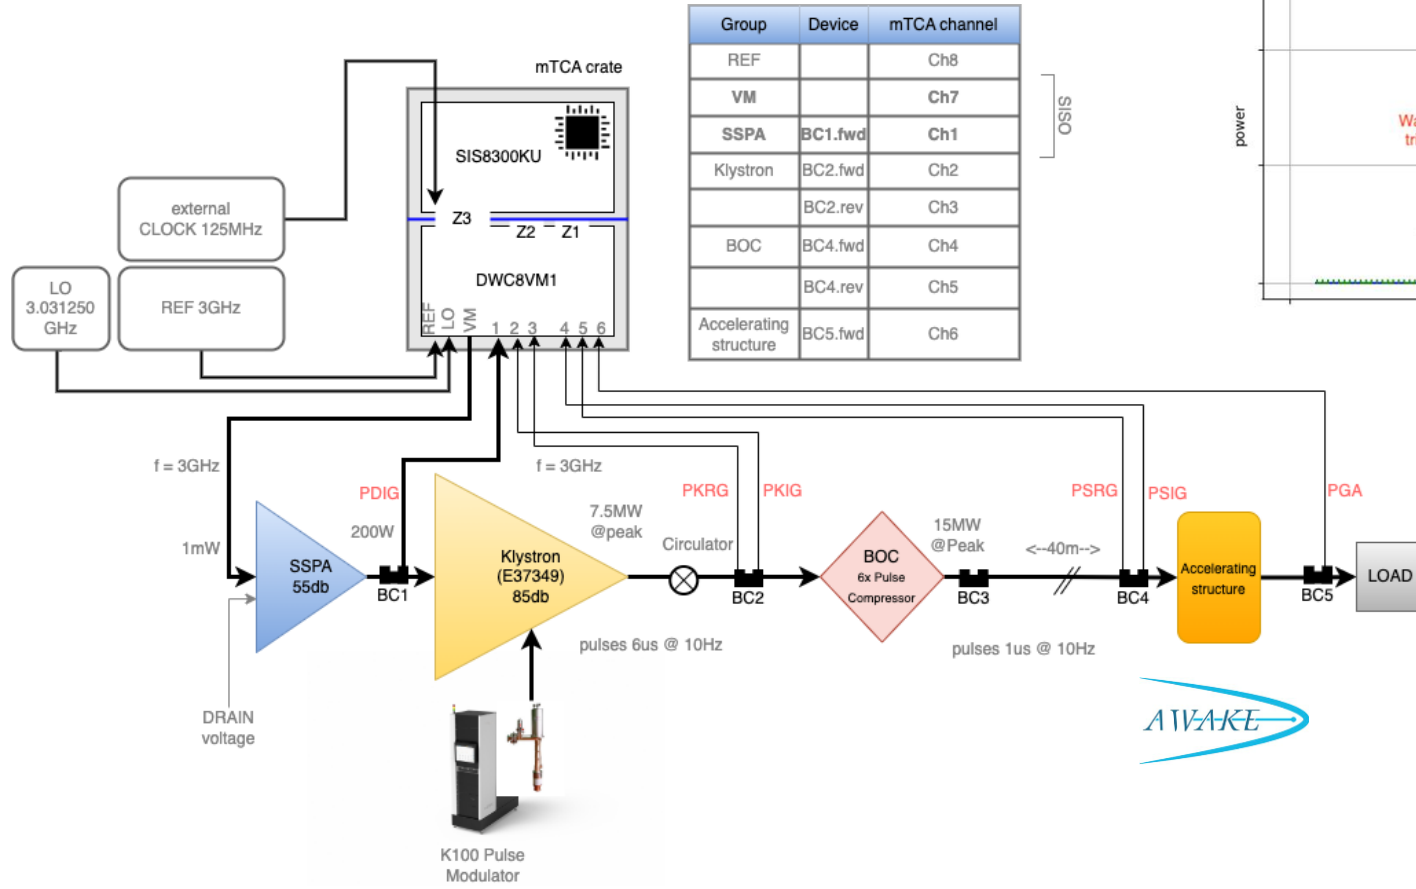 Group Device mTCA channel
REF Ch8
VM Ch7
SSPA BC1.fwd Ch1
Klystron BC2.fwd Ch2
BC2.rev Ch3
BOC BC4.fwd Ch4
BC4.rev Ch5
Accelerating
structure BC5.fwd Ch6
SISO
power
mTCA crate
SIS8300KU
Z3
Z2 Z1
DWC8VM1
REF LO VM 1 2 3 4 5 6
external
CLOCK 125MHz
LO
3.031250
GHz
REF 3GHz
f = 3GHz
1mW
SSPA
55db
DRAIN
voltage
PDIG
200W
BC1
Klystron
(E37349)
85db
f = 3GHz
7.5MW
@peak
Circulator
PKRG PKIG
BC2
pulses 6us @ 10Hz
K100 Pulse
Modulator
BOC
6x Pulse
Compressor
15MW
@Peak
BC3
<--40m-->
pulses 1us @ 10Hz
PSRG PSIG
BC4
Accelerating
structure
PGA
BC5
LOAD
AWAKE